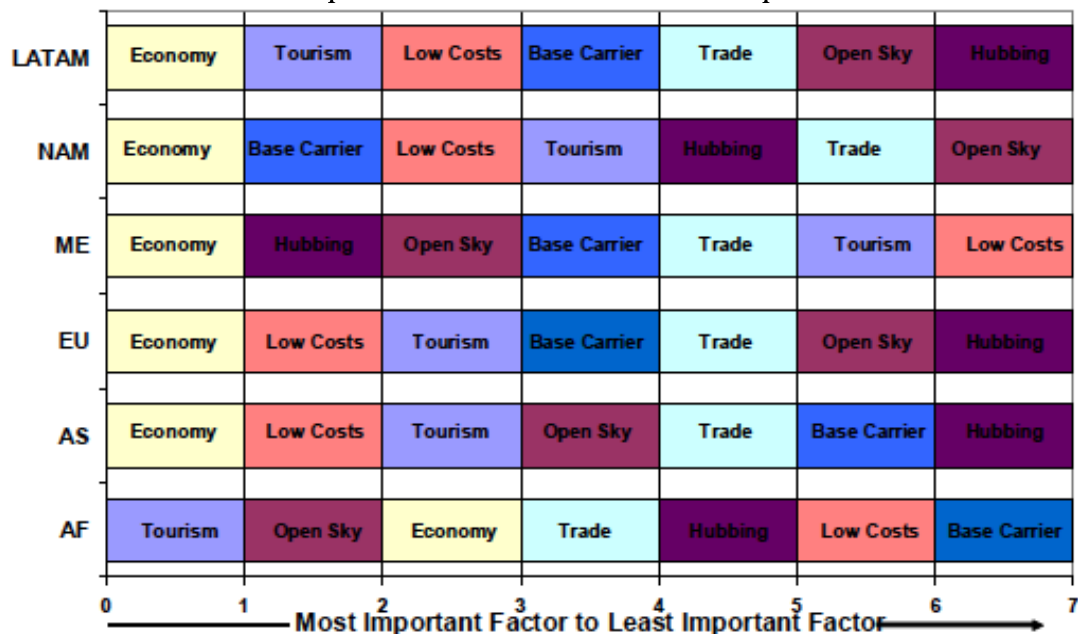 LATAM Economy Tourism Low Costs Base Carrier Trade Open Sky Hubbing
NAM Economy Base Carrier Low Costs Tourism Hubbing Trade Open Sky
ME Economy Hubbing Open Sky Base Carrier Trade Tourism Low Costs
EU Economy Low Costs Tourism Base Carrier Trade Open Sky Hubbing
AS Economy Low Costs Tourism Open Sky Trade Base Carrier Hubbing
AF Tourism Open Sky Economy Trade Hubbing Low Costs Base Carrier
0 1 2 3 4 5 6 7
Most Important Factor to Least Important Factor